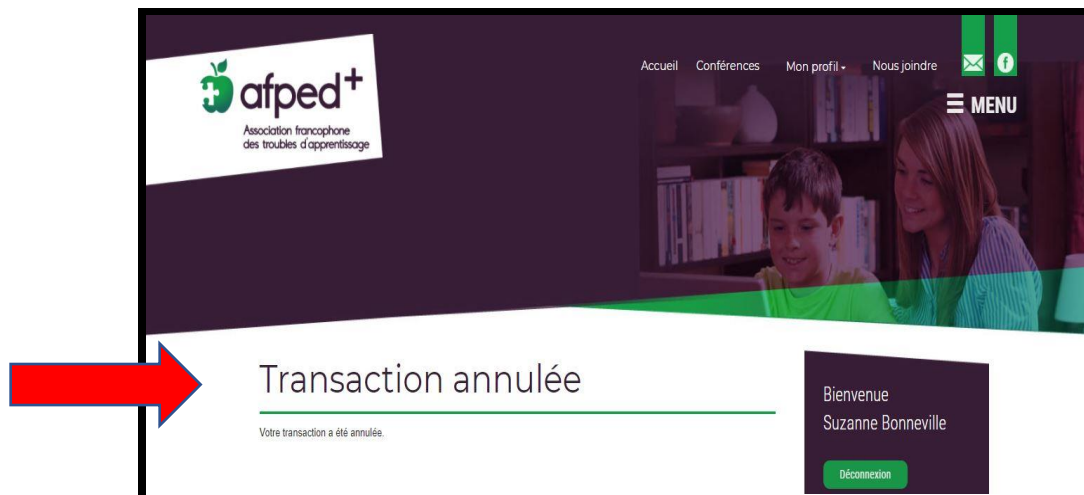 afped+
Association francophone
des troubles d'apprentissage
Accueil Conférences Mon profil Nous joindre
MENU
Transaction annulée
Votre transaction a été annulée.
Bienvenue
Suzanne Bonneville
Déconnexion